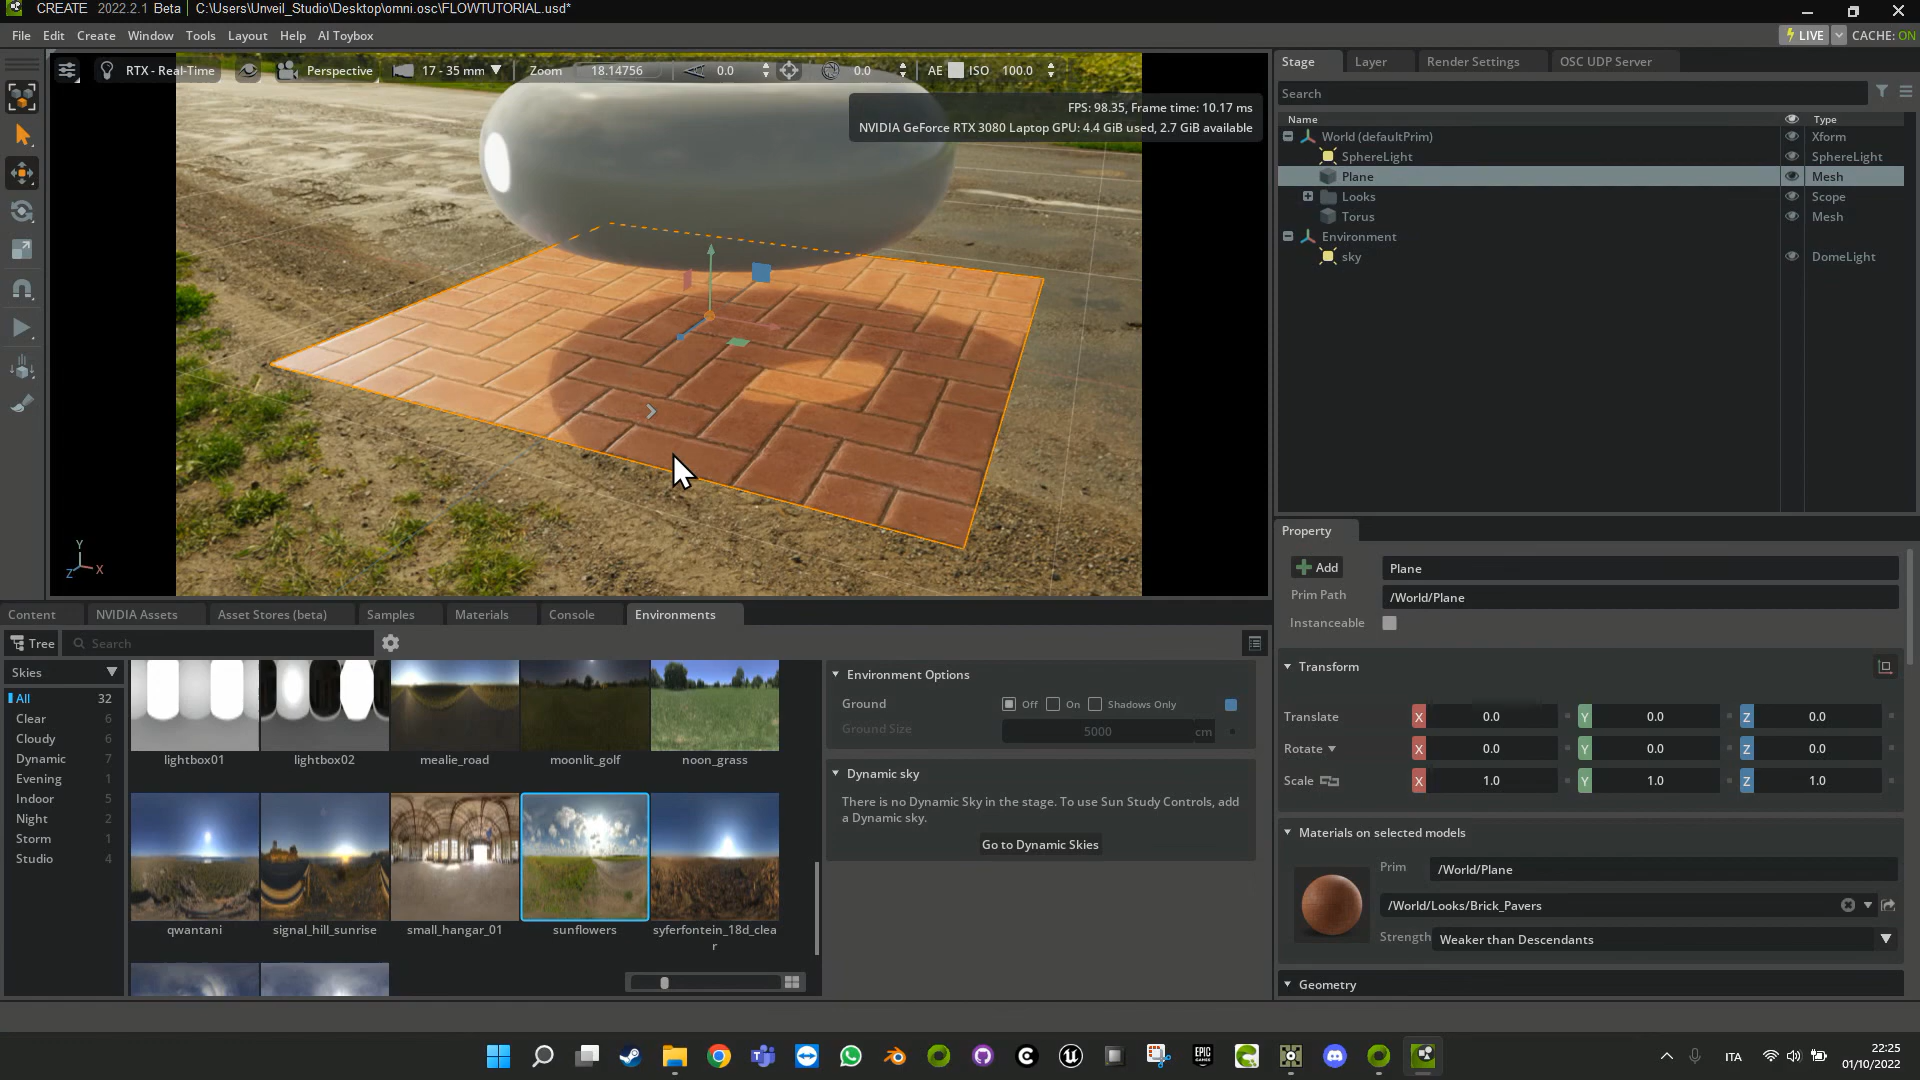 CREATE 2022.2.1 Beta C:\Users\Unveil_Studio\Desktop\omni.osc\FLOWTUTORIAL.usd*
File Edit Create Window Tools Layout Help AI Toybox LIVE CACHE: ON
RTX - Real-Time Perspective 17 - 35 mm Zoom 18.14756 0.0 0.0 AE ISO 100.0
FPS: 98.35, Frame time: 10.17 ms
NVIDIA GeForce RTX 3080 Laptop GPU: 4.4 GiB used, 2.7 GiB available
Y
Z X
Stage Layer Render Settings OSC UDP Server
Search
Name Type
World (defaultPrim) Xform
SphereLight SphereLight
Plane Mesh
Looks Scope
Torus Mesh
Environment
sky DomeLight
Property
Add Plane
Prim Path /World/Plane
Instanceable
Transform
Translate X 0.0 Y 0.0 Z 0.0
Rotate X 0.0 Y 0.0 Z 0.0
Scale X 1.0 Y 1.0 Z 1.0
Materials on selected models
Prim /World/Plane
/World/Looks/Brick_Pavers
Strength Weaker than Descendants
Geometry
Content NVIDIA Assets Asset Stores (beta) Samples Materials Console Environments
Tree Search
Skies
All 32
Clear 6
Cloudy 6
Dynamic 7
Evening 3
Indoor 5
Night 2
Storm 1
Studio 4
lightbox01 lightbox02 mealie_road moonlit_golf noon_grass
qwantani signal_hill_sunrise small_hangar_01 sunflowers syferfontein_18d_clea
r
Environment Options
Ground Off On Shadows Only
Ground Size 5000 cm
Dynamic sky
There is no Dynamic Sky in the stage. To use Sun Study Controls, add
a Dynamic sky.
Go to Dynamic Skies
EPIC
GAMES
ITA
22:25
01/10/2022